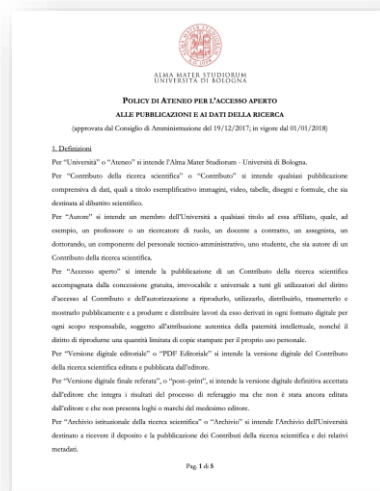 ALMA MATER STUDIORUM
UNIVERSITÀ DI BOLOGNA
POLICY DI ATENEO PER L'ACCESSO APERTO
ALLE PUBBLICAZIONI E AI DATI DELLA RICERCA
(approvata dal Consiglio di Amministrazione del 19/12/2017; in vigore dal 01/01/2018)
1. Definizioni
Per “Università” o “Ateneo” si intende l'Alma Mater Studiorum - Università di Bologna.
Per “Contributo della ricerca scientifica” o “Contributo” si intende qualsiasi pubblicazione
comprensiva di dati, quali a titolo esemplificativo immagini, video, tabelle, disegni e formule, che sia
destinata al dibattito scientifico.
Per “Autore” si intende un membro dell'Università a qualsiasi titolo ad essa affiliato, quale, ad
esempio, un professore o un ricercatore di ruolo, un docente a contratto, un assegnista, un
dottorando, un componente del personale tecnico-amministrativo, uno studente, che sia autore di un
Contributo della ricerca scientifica.
Per “Accesso aperto” si intende la pubblicazione di un Contributo della ricerca scientifica
accompagnata dalla concessione gratuita, irrevocabile e universale a tutti gli utilizzatori del diritto
d'accesso al Contributo e dell'autorizzazione a riprodurlo, utilizzarlo, distribuirlo, trasmetterlo e
mostrarlo pubblicamente e a produrre e distribuire lavori da esso derivati in ogni formato digitale per
ogni scopo responsabile, soggetto all'attribuzione autentica della paternità intellettuale, nonché il
diritto di riprodurne una quantità limitata di copie stampate per il proprio uso personale.
Per “Versione digitale editoriale” o “PDF Editoriale” si intende la versione digitale del Contributo
della ricerca scientifica edita e pubblicata dall'editore.
Per “Versione digitale finale referata”, o “post-print”, si intende la versione digitale definitiva accettata
dall'editore che integra i risultati del processo di referaggio ma che non è stata ancora editata
dall'editore e che non presenta loghi o marchi del medesimo editore.
Per “Archivio istituzionale della ricerca scientifica” o “Archivio” si intende l'Archivio dell'Università
destinato a ricevere il deposito e la pubblicazione dei Contributi della ricerca scientifica e dei relativi
metadati.
Pag. 1 di 5